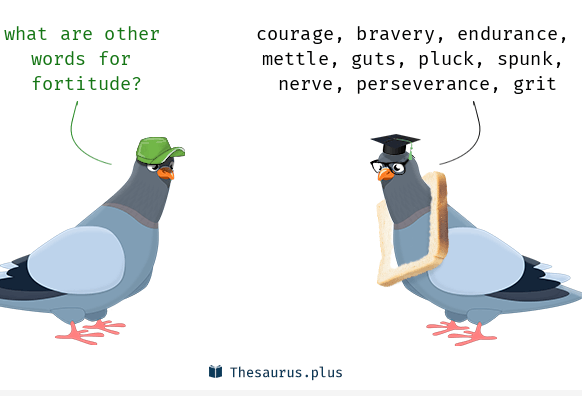 what are other
words for
fortitude?
courage, bravery, endurance,
mettle, guts, pluck, spunk,
nerve, perseverance, grit
Thesaurus.plus